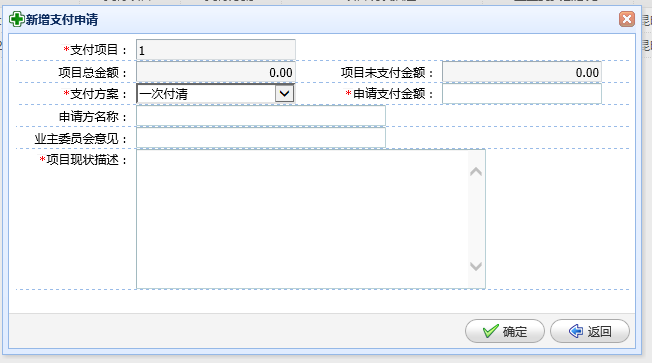 新增支付申请
*支付项目： 1
项目总金额： 0.00 项目未支付金额： 0.00
*支付方案： 一次付清 *申请支付金额：
申请方名称：
业主委员会意见：
*项目现状描述：
确定 返回